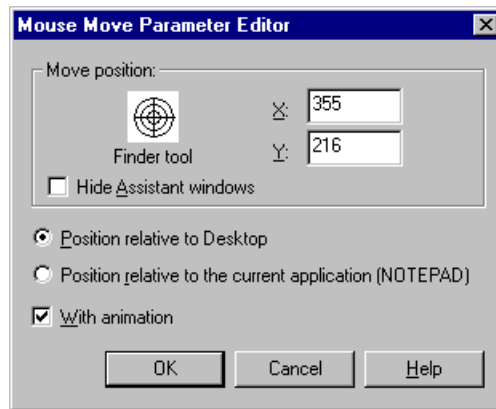 Mouse Move Parameter Editor
Move position:
X: 355
Finder tool
Y: 216
Hide Assistant windows
Position relative to Desktop
Position relative to the current application (NOTEPAD)
With animation
OK Cancel Help